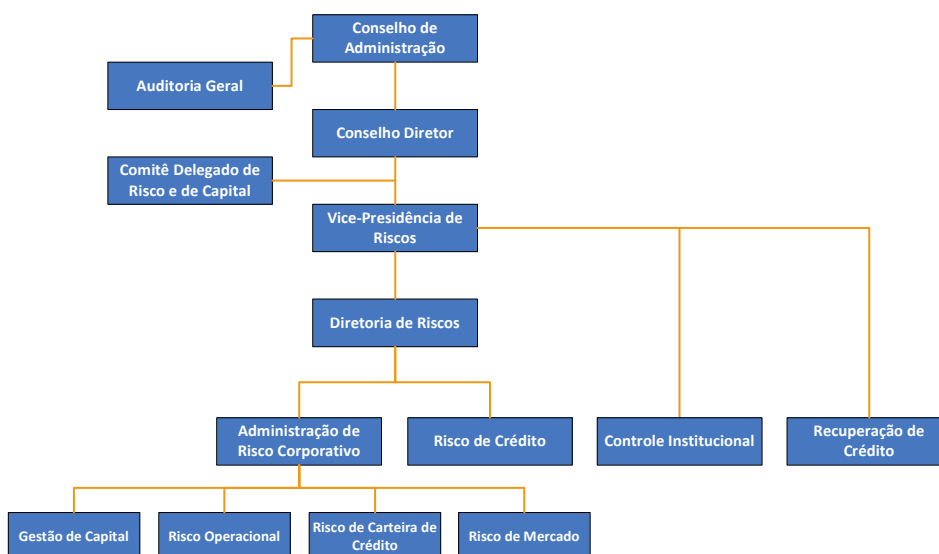 Conselho de
Administração
Auditoria Geral
Conselho Diretor
Comitê Delegado de
Risco e de Capital
Vice-Presidência de
Riscos
Diretoria de Riscos
Administração de
Risco Corporativo
Risco de Crédito
Controle Institucional
Recuperação de
Crédito
Gestão de Capital
Risco Operacional
Risco de Carteira de
Crédito
Risco de Mercado